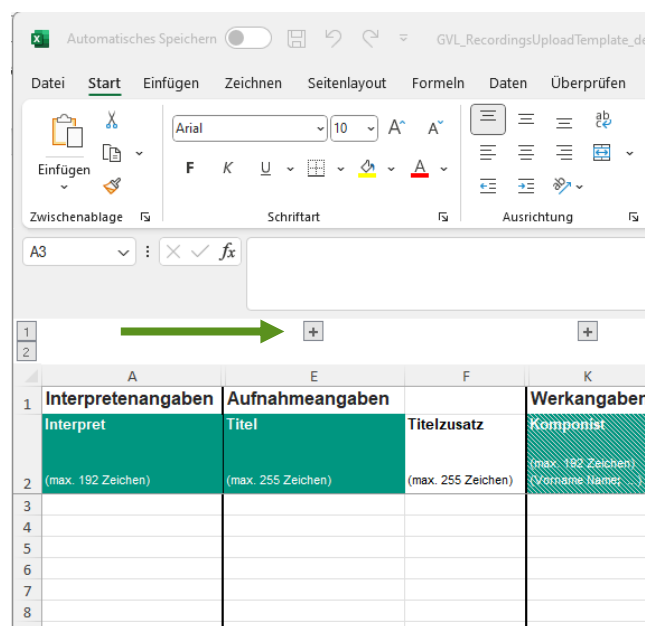 Automatisches Speichern
GVL_RecordingsUploadTemplate_de
Datei Start Einfügen Zeichnen Seitenlayout Formeln Daten Überprüfen
Einfügen
Arial 10 A A
F K U A
ab
Zwischenablage Schriftart Ausrichtung
A3 fx
1
2
A E F K
1 Interpretenangaben Aufnahmeangaben Werkangaben
2 Interpret Titel Titelzusatz Komponist
(max. 192 Zeichen) (max. 255 Zeichen) (max. 255 Zeichen) (max. 192 Zeichen)
(Vorname Name; ...)
3
4
5
6
7
8